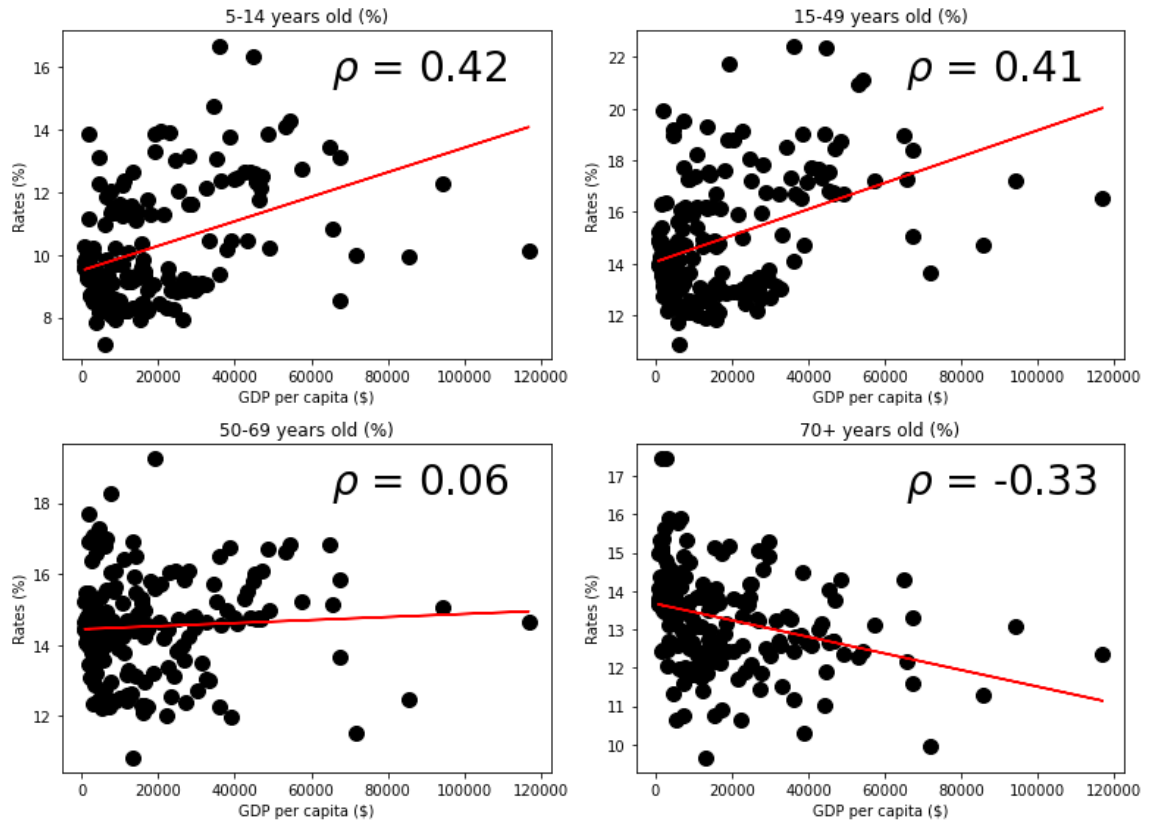 5-14 years old (%)
ρ = 0.42
16
14
12
10
8
Rates (%)
0 20000 40000 60000 80000 100000 120000
GDP per capita ($)
15-49 years old (%)
ρ = 0.41
22
20
18
16
14
12
Rates (%)
0 20000 40000 60000 80000 100000 120000
GDP per capita ($)
50-69 years old (%)
ρ = 0.06
18
16
14
12
Rates (%)
0 20000 40000 60000 80000 100000 120000
GDP per capita ($)
70+ years old (%)
ρ = -0.33
17
16
15
14
13
12
11
10
Rates (%)
0 20000 40000 60000 80000 100000 120000
GDP per capita ($)